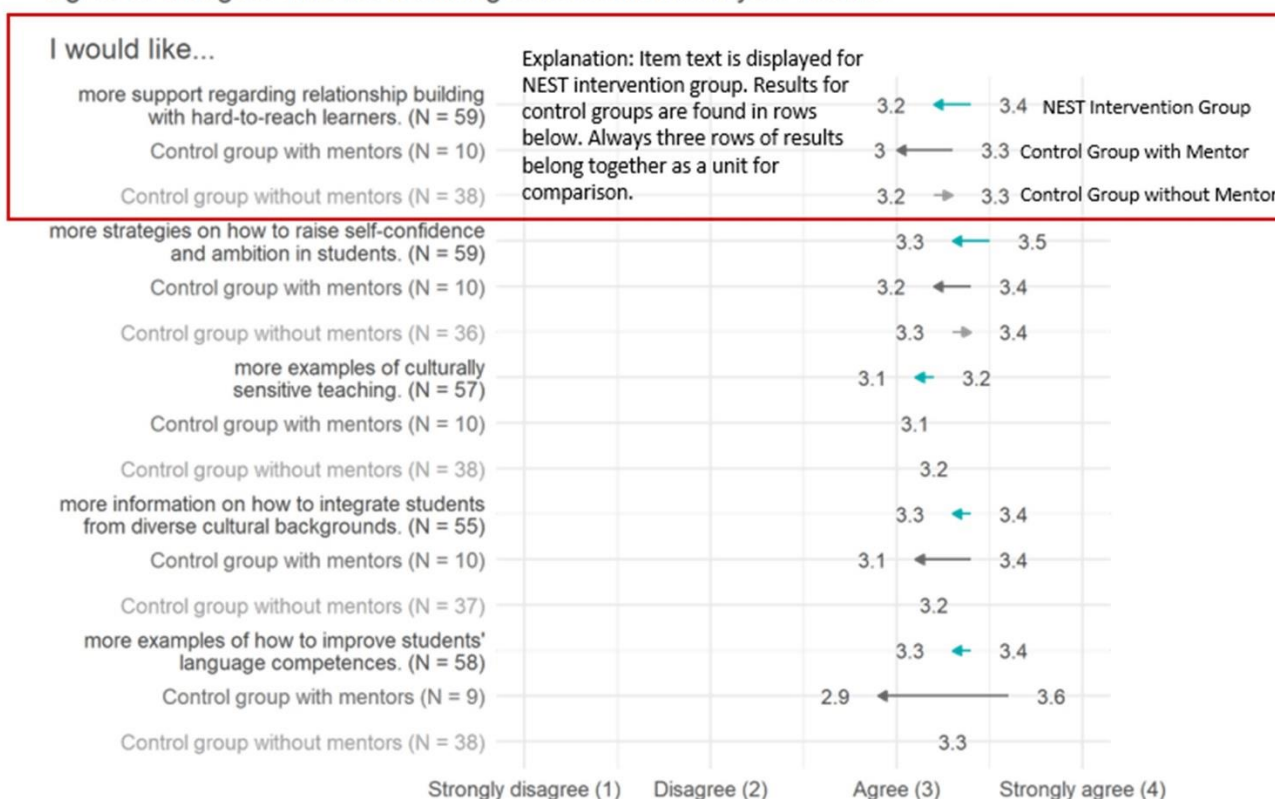 I would like...
Explanation: Item text is displayed for
NEST intervention group. Results for
control groups are found in rows
below. Always three rows of results
belong together as a unit for
comparison.
more support regarding relationship building
with hard-to-reach learners. (N = 59)
3.2 3.4 NEST Intervention Group
Control group with mentors (N = 10)
3 3.3 Control Group with Mentor
Control group without mentors (N = 38)
3.2 3.3 Control Group without Mentor
more strategies on how to raise self-confidence
and ambition in students. (N = 59)
3.3 3.5
Control group with mentors (N = 10)
3.2 3.4
Control group without mentors (N = 36)
3.3 3.4
more examples of culturally
sensitive teaching. (N = 57)
3.1 3.2
Control group with mentors (N = 10)
3.1
Control group without mentors (N = 38)
3.2
more information on how to integrate students
from diverse cultural backgrounds. (N = 55)
3.3 3.4
Control group with mentors (N = 10)
3.1 3.4
Control group without mentors (N = 37)
3.2
more examples of how to improve students'
language competences. (N = 58)
3.3 3.4
Control group with mentors (N = 9)
2.9 3.6
Control group without mentors (N = 38)
3.3
Strongly disagree (1) Disagree (2) Agree (3) Strongly agree (4)